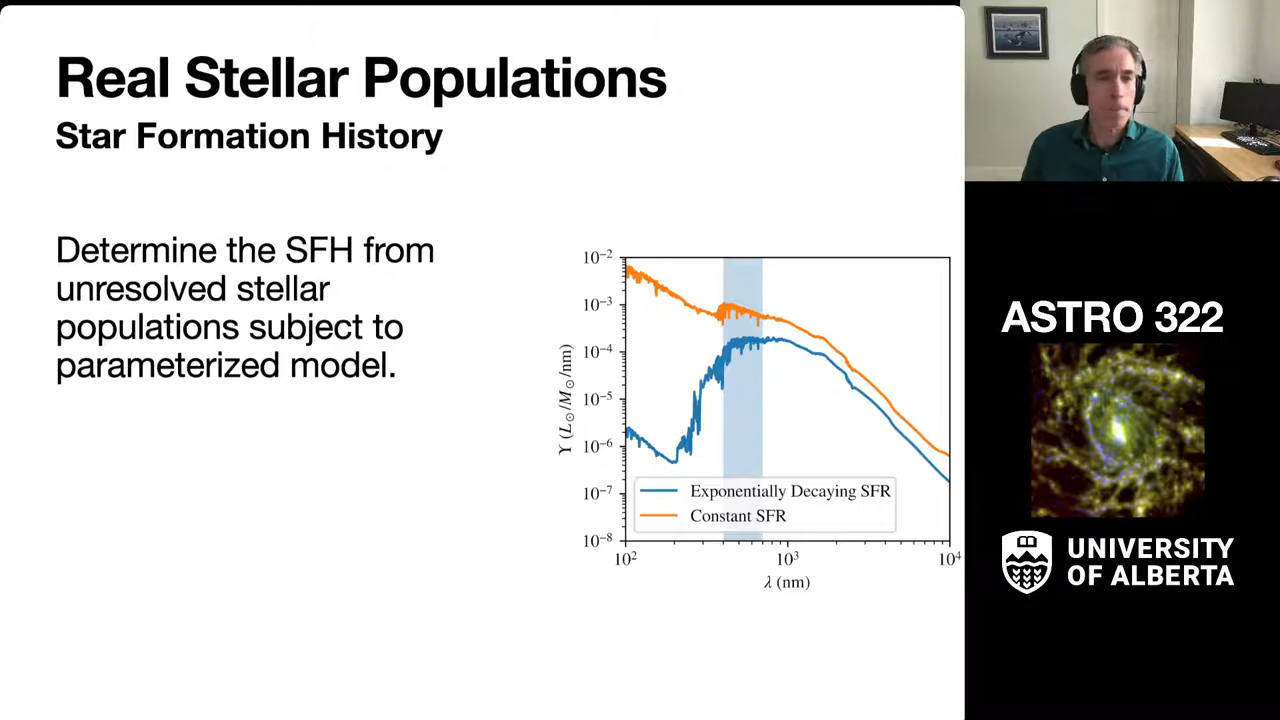 Real Stellar Populations
Star Formation History
Determine the SFH from
unresolved stellar
populations subject to
parameterized model.
10⁻²
10⁻³
10⁻⁴
10⁻⁵
10⁻⁶
10⁻⁷
10⁻⁸
ϒ (L⊙/M⊙/nm)
Exponentially Decaying SFR
Constant SFR
10² 10³ 10⁴
λ (nm)
ASTRO 322
UNIVERSITY
OF ALBERTA